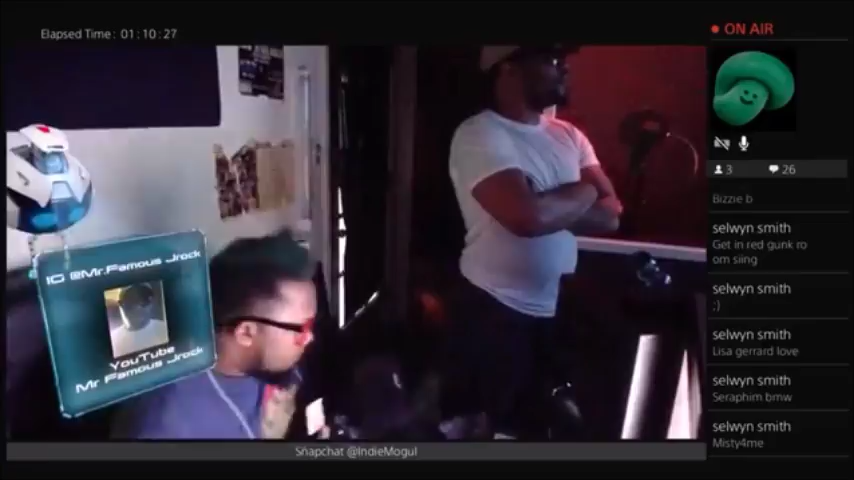 Elapsed Time : 01:10:27
ON AIR
3
26
Bizzie b
selwyn smith
Get in red gunk ro
om siing
selwyn smith
;)
selwyn smith
Lisa gerrard love
selwyn smith
Seraphim bmw
selwyn smith
Misty4me
IG @Mr.Famous Jrock
YouTube
Mr Famous Jrock
Snapchat @IndieMogul